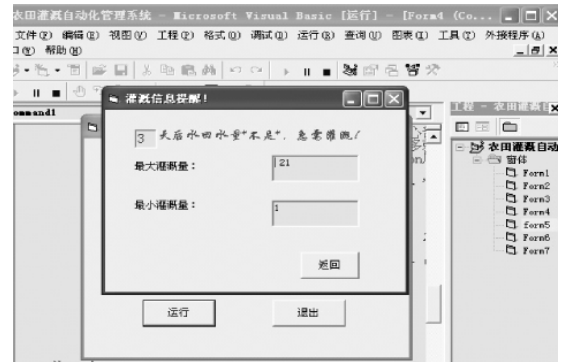 农田灌溉自动化管理系统 - Microsoft Visual Basic [运行] - [Form4 (Co...
文件(F) 编辑(E) 视图(V) 工程(P) 格式(O) 调试(D) 运行(R) 查询(U) 图表(I) 工具(T) 外接程序(A)
帮助(H)
ommand1
灌溉信息提醒!
3 天后水田水量"不足", 急需灌溉!
最大灌溉量:
21
最小灌溉量:
1
返回
运行
退出
工程 - 农田灌溉
农田灌溉自动
窗体
Form1
Form2
Form3
Form4
form5
Form6
Form7